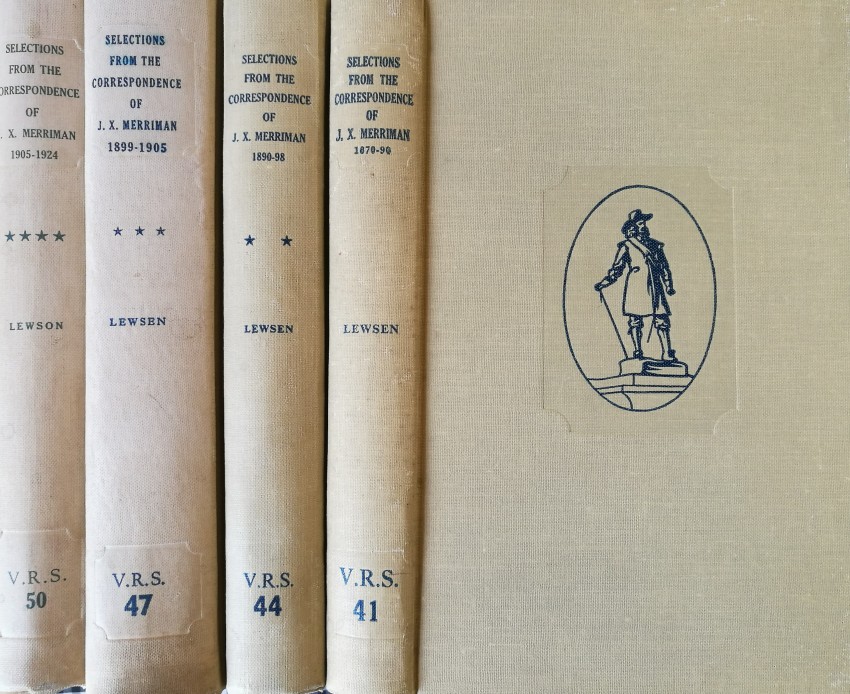 SELECTIONS
FROM THE
CORRESPONDENCE
OF
J. X. MERRIMAN
1905-1924
★★★★
LEWSON
V.R.S.
50
SELECTIONS
FROM THE
CORRESPONDENCE
OF
J. X. MERRIMAN
1899-1905
★ ★ ★
LEWSEN
V.R.S.
47
SELECTIONS
FROM THE
CORRESPONDENCE
OF
J. X. MERRIMAN
1890-98
★ ★
LEWSEN
V.R.S.
44
SELECTIONS
FROM THE
CORRESPONDENCE
OF
J. X. MERRIMAN
1870-90
LEWSEN
V.R.S.
41